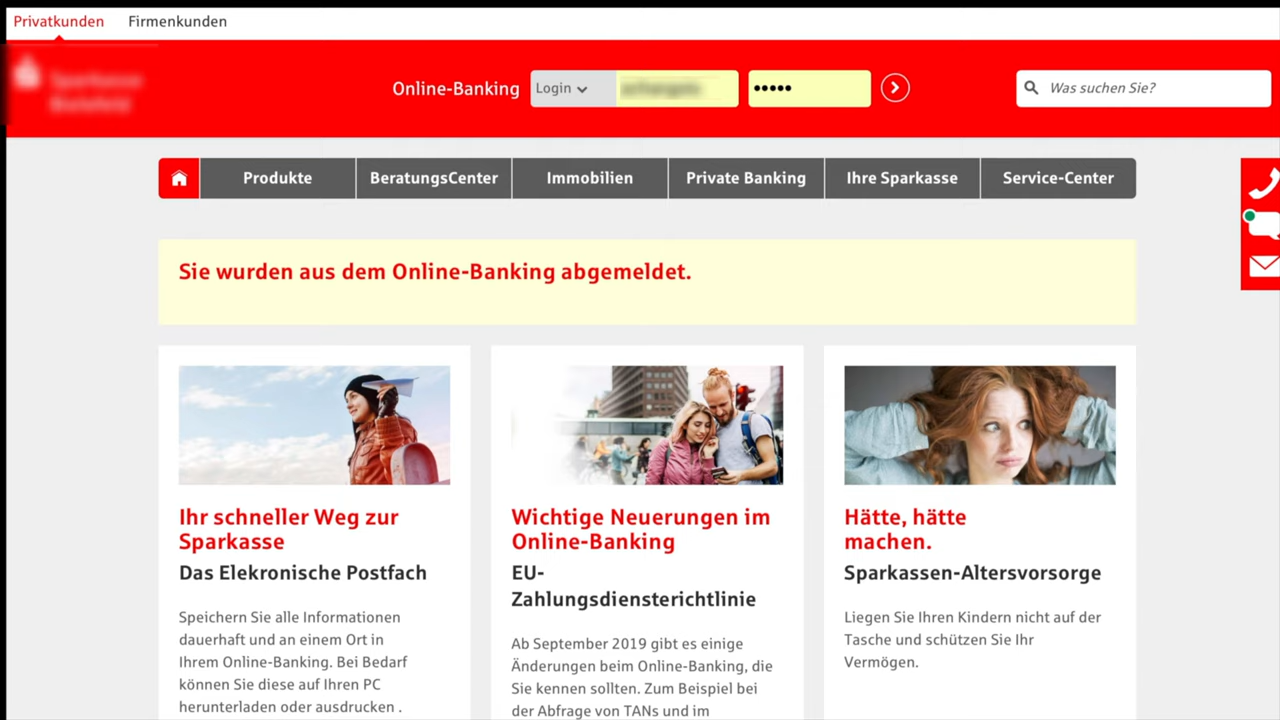 Privatkunden Firmenkunden
Online-Banking Login ••••• Was suchen Sie?
Produkte BeratungsCenter Immobilien Private Banking Ihre Sparkasse Service-Center
Sie wurden aus dem Online-Banking abgemeldet.
Ihr schneller Weg zur
Sparkasse
Das Elekronische Postfach
Speichern Sie alle Informationen
dauerhaft und an einem Ort in
Ihrem Online-Banking. Bei Bedarf
können Sie diese auf Ihren PC
herunterladen oder ausdrucken .
Wichtige Neuerungen im
Online-Banking
EU-
Zahlungsdiensterichtlinie
Ab September 2019 gibt es einige
Änderungen beim Online-Banking, die
Sie kennen sollten. Zum Beispiel bei
der Abfrage von TANs und im
Hätte, hätte
machen.
Sparkassen-Altersvorsorge
Liegen Sie Ihren Kindern nicht auf der
Tasche und schützen Sie Ihr
Vermögen.